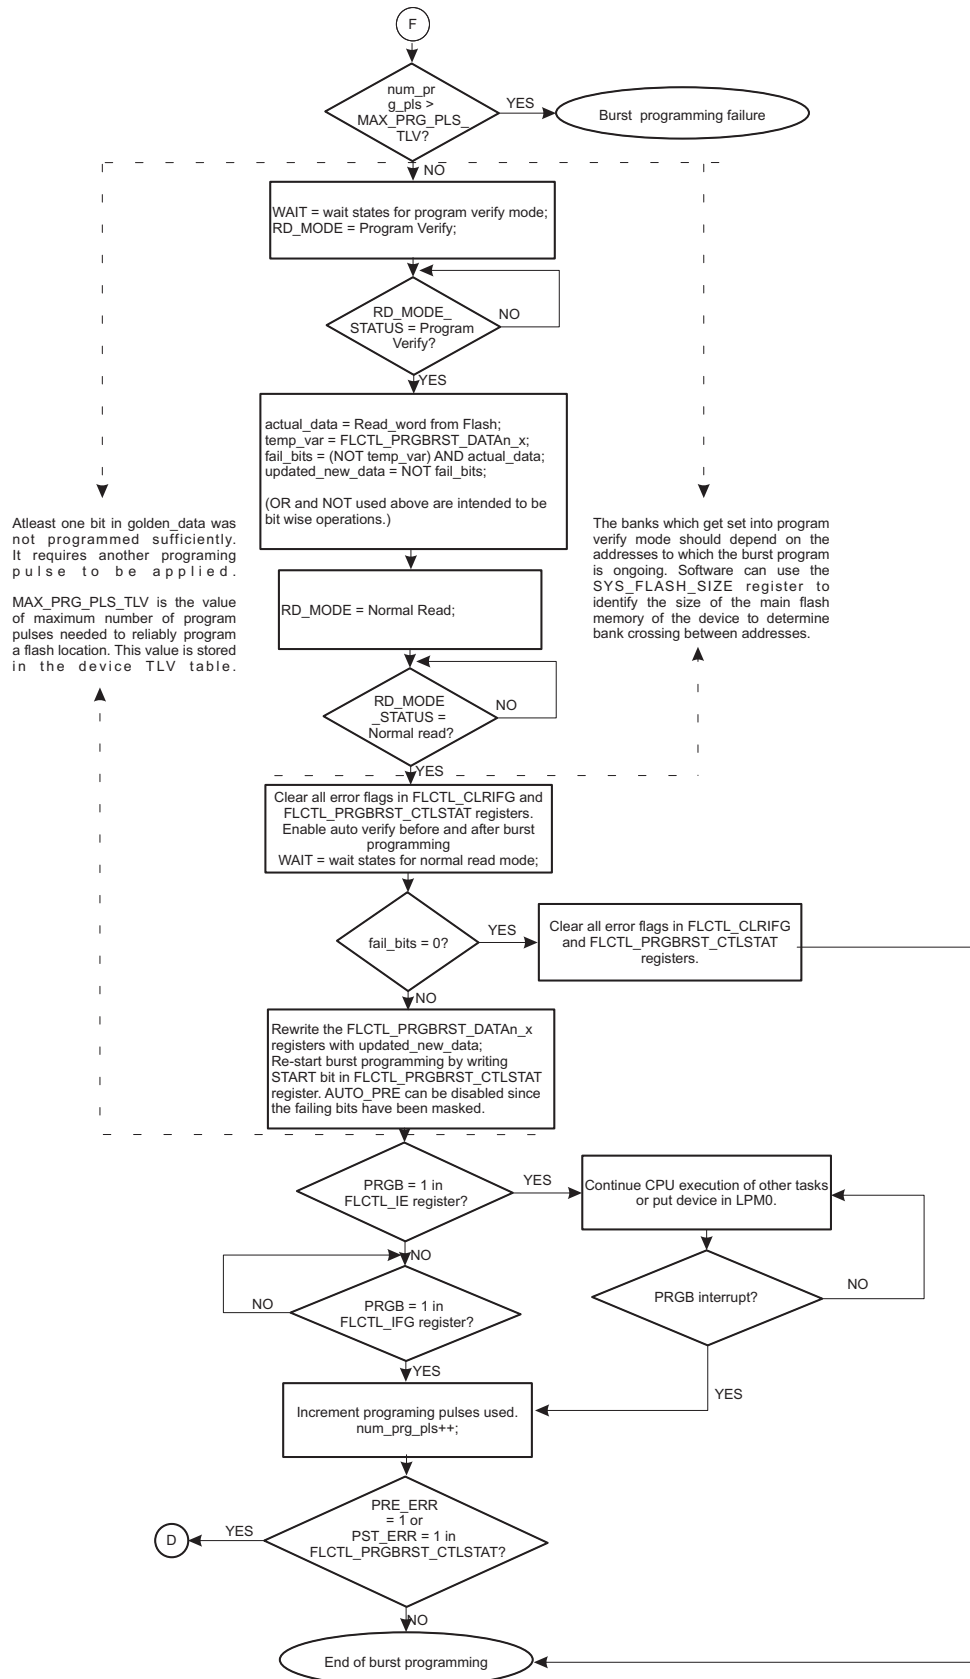 F
num_pr
g_pls >
MAX_PRG_PLS_
TLV?
YES
Burst programming failure
NO
WAIT = wait states for program verify mode;
RD_MODE = Program Verify;
RD_MODE_
STATUS = Program
Verify?
NO
YES
actual_data = Read_word from Flash;
temp_var = FLCTL_PRGBRST_DATAn_x;
fail_bits = (NOT temp_var) AND actual_data;
updated_new_data = NOT fail_bits;
(OR and NOT used above are intended to be
bit wise operations.)
Atleast one bit in golden_data was
not programmed sufficiently.
It requires another programing
pulse to be applied.
MAX_PRG_PLS_TLV is the value
of maximum number of program
pulses needed to reliably program
a flash location. This value is stored
in the device TLV table.
The banks which get set into program
verify mode should depend on the
addresses to which the burst program
is ongoing. Software can use the
SYS_FLASH_SIZE register to
identify the size of the main flash
memory of the device to determine
bank crossing between addresses.
RD_MODE = Normal Read;
RD_MODE
_STATUS =
Normal read?
NO
YES
Clear all error flags in FLCTL_CLRIFG and
FLCTL_PRGBRST_CTLSTAT registers.
Enable auto verify before and after burst
programming
WAIT = wait states for normal read mode;
fail_bits = 0?
YES
Clear all error flags in FLCTL_CLRIFG
and FLCTL_PRGBRST_CTLSTAT
registers.
NO
Rewrite the FLCTL_PRGBRST_DATAn_x
registers with updated_new_data;
Re-start burst programming by writing
START bit in FLCTL_PRGBRST_CTLSTAT
register. AUTO_PRE can be disabled since
the failing bits have been masked.
PRGB = 1 in
FLCTL_IE register?
YES
Continue CPU execution of other tasks
or put device in LPM0.
NO
PRGB = 1 in
FLCTL_IFG register?
NO
PRGB interrupt?
NO
YES
YES
Increment programing pulses used.
num_prg_pls++;
PRE_ERR
= 1 or
PST_ERR = 1 in
FLCTL_PRGBRST_CTLSTAT?
YES
D
NO
End of burst programming